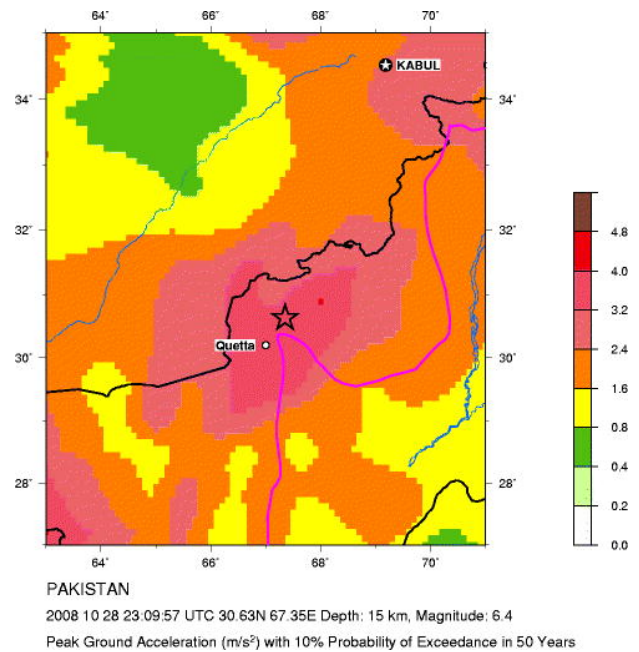 64° 66° 68° 70°
KABUL
34° 34°
32° 32°
Quetta
30° 30°
28° 28°
64° 66° 68° 70°
4.8
4.0
3.2
2.4
1.6
0.8
0.4
0.2
0.0
PAKISTAN
2008 10 28 23:09:57 UTC 30.63N 67.35E Depth: 15 km, Magnitude: 6.4
Peak Ground Acceleration (m/s²) with 10% Probability of Exceedance in 50 Years